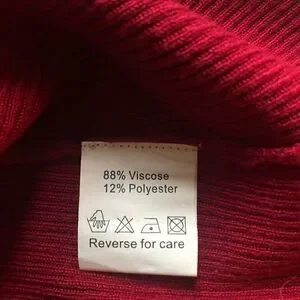 88% Viscose
12% Polyester
Reverse for care